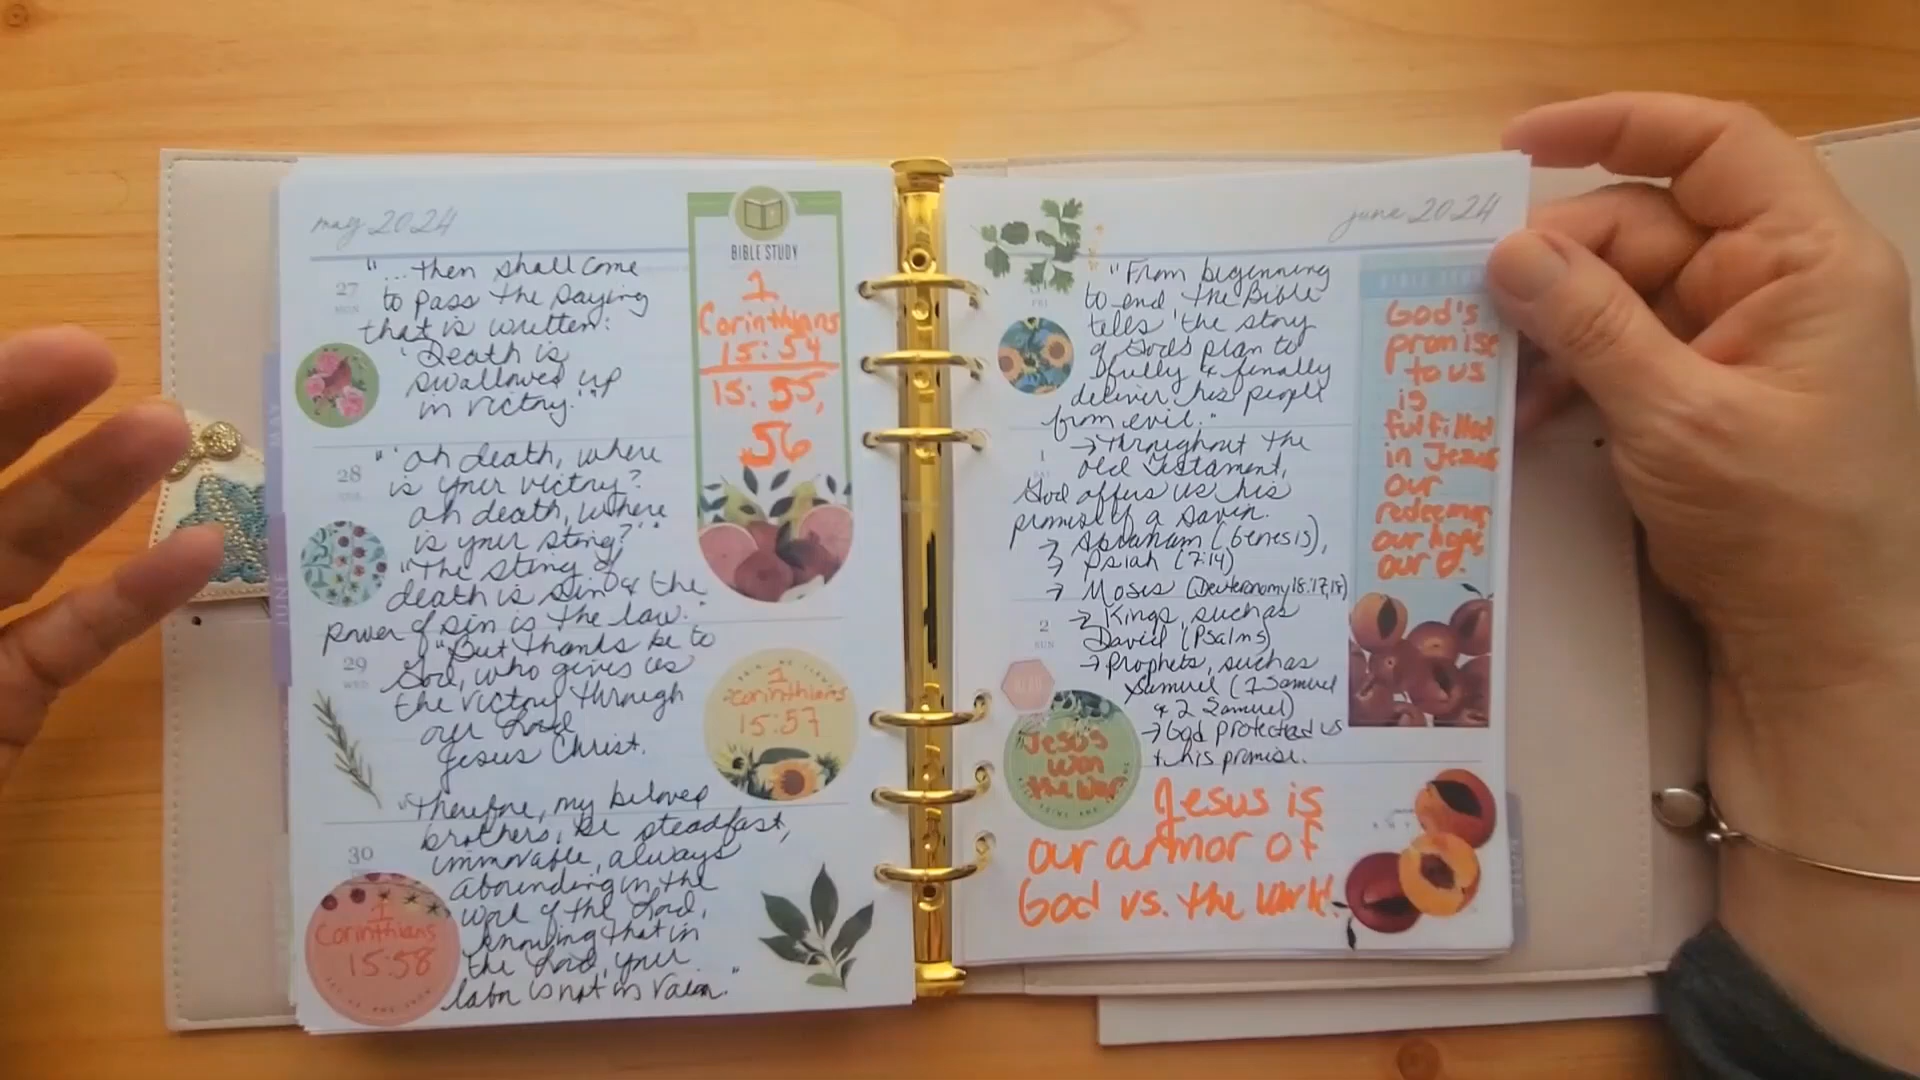 may 2024
BIBLE STUDY
1
Corinthians
15:54
15:55,
56
27
MON
"...then shall come
to pass the saying
that is written:
'Death is
swallowed up
in victory.'"
28
"'Oh death, where
is your victory?
Oh death, where
is your sting?'"
"The sting of
death is sin & the
power of sin is the law."
29
WED
"But thanks be to
God, who gives us
the victory through
our Lord
Jesus Christ.
1
Corinthians
15:57
30
"Therefore, my beloved
brothers, be steadfast,
immovable, always
abounding in the
work of the Lord,
knowing that in
the Lord, your
labor is not in vain."
1
Corinthians
15:58
MAY
JUNE
june 2024
FRI
"From beginning
to end the Bible
tells the story
of God's plan to
fully & finally
deliver his people
from evil."
1
→ Throughout the
Old Testament,
God offers us his
promise of a savior.
→ Abraham (Genesis),
→ Isiah (7:14)
→ Moses (Deuteronomy 18:17,18)
2
SUN
→ Kings, such as
David (Psalms)
→ Prophets, such as
Samuel (1 Samuel
& 2 Samuel)
→ God protected us
& his promise.
BIBLE STUDY
God's
promise
to us
is
fulfilled
in Jesus
our
redeemer
our hope,
our
READ
Jesus
won
the war
Jesus is
our armor of
God vs. the world.
NOTES